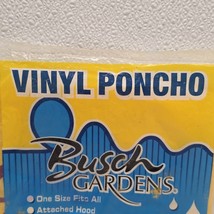 VINYL PONCHO
Busch
GARDENS®
One Size Fits All
Attached Hood